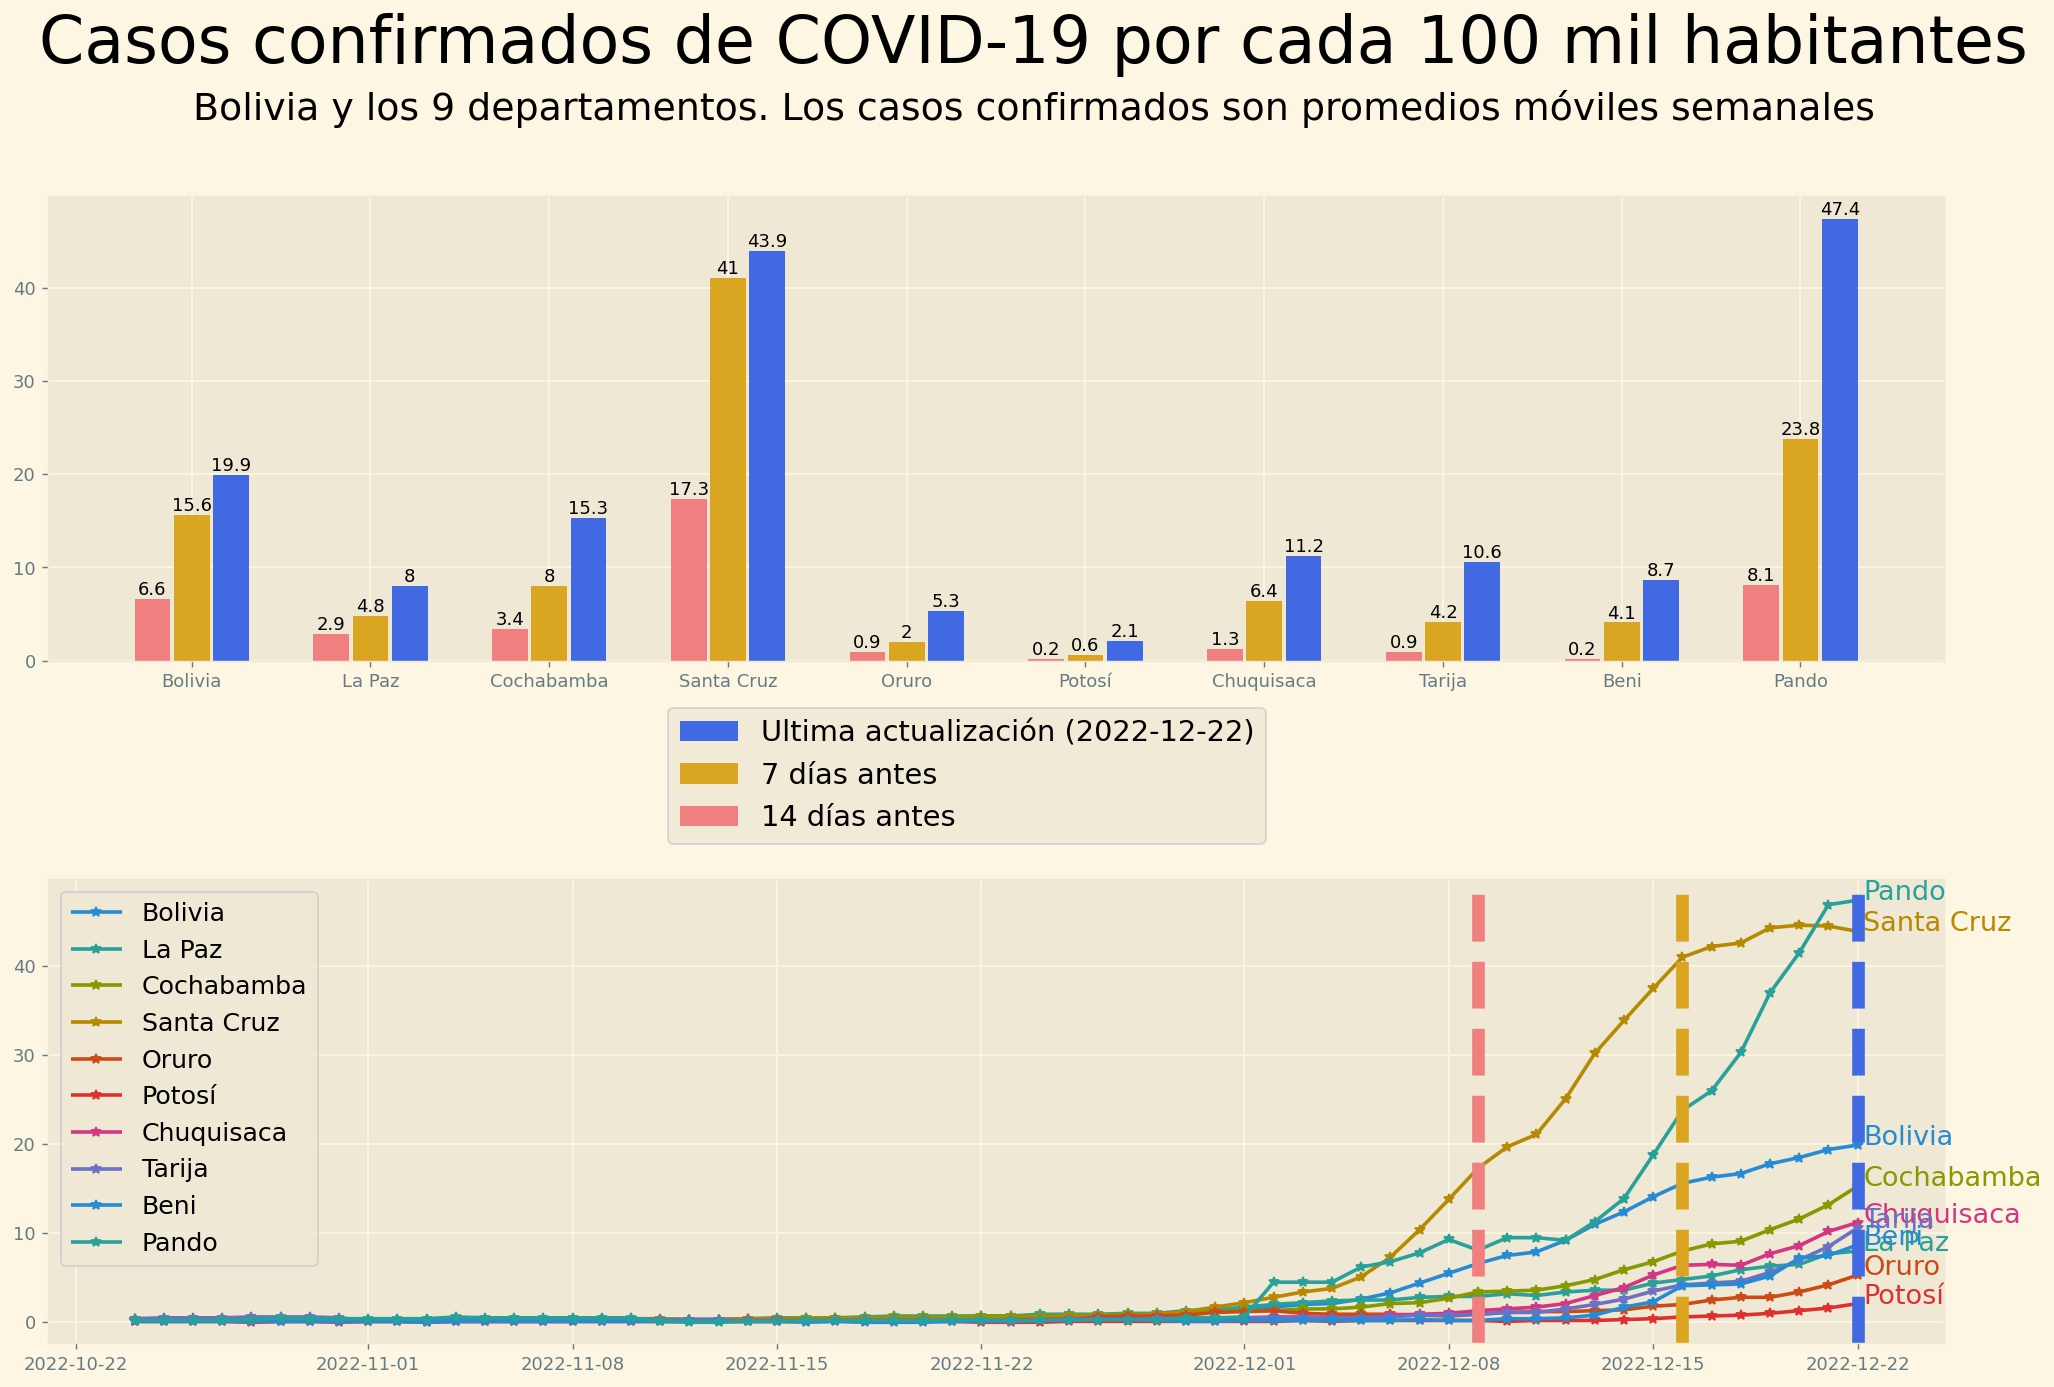 Casos confirmados de COVID-19 por cada 100 mil habitantes
Bolivia y los 9 departamentos. Los casos confirmados son promedios móviles semanales
47.4
43.9
41
40
30
23.8
20
19.9
17.3
15.6
15.3
11.2
10.6
10
8.7
8.1
8
8
6.6
6.4
5.3
4.8
4.2
4.1
3.4
2.9
2
2.1
1.3
0.9
0.9
0.6
0.2
0.2
0
Bolivia La Paz Cochabamba Santa Cruz Oruro Potosí Chuquisaca Tarija Beni Pando
Ultima actualización (2022-12-22)
7 días antes
14 días antes
Bolivia
La Paz
Cochabamba
Santa Cruz
Oruro
Potosí
Chuquisaca
Tarija
Beni
Pando
40
30
20
10
0
Pando
Santa Cruz
Bolivia
Cochabamba
Chuquisaca
Tarija
Beni
La Paz
Oruro
Potosí
2022-10-22 2022-11-01 2022-11-08 2022-11-15 2022-11-22 2022-12-01 2022-12-08 2022-12-15 2022-12-22